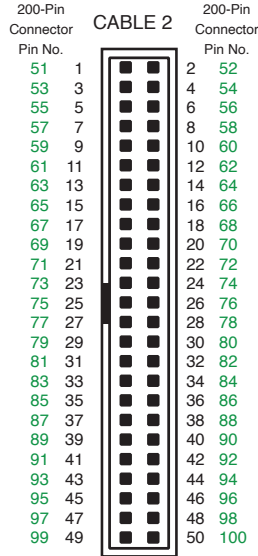 200-Pin CABLE 2 200-Pin
Connector Connector
Pin No. Pin No.
51 1 2 52
53 3 4 54
55 5 6 56
57 7 8 58
59 9 10 60
61 11 12 62
63 13 14 64
65 15 16 66
67 17 18 68
69 19 20 70
71 21 22 72
73 23 24 74
75 25 26 76
77 27 28 78
79 29 30 80
81 31 32 82
83 33 34 84
85 35 36 86
87 37 38 88
89 39 40 90
91 41 42 92
93 43 44 94
95 45 46 96
97 47 48 98
99 49 50 100